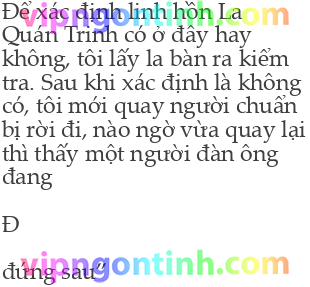 Để xác định linh hồn La
Quán Trinh có ở đây hay
không, tôi lấy la bàn ra kiểm
tra. Sau khi xác định là không
có, tôi mới quay người chuẩn
bị rời đi, nào ngờ vừa quay lại
thì thấy một người đàn ông
đang
Đ
vipngontinh.com
đứng sau”